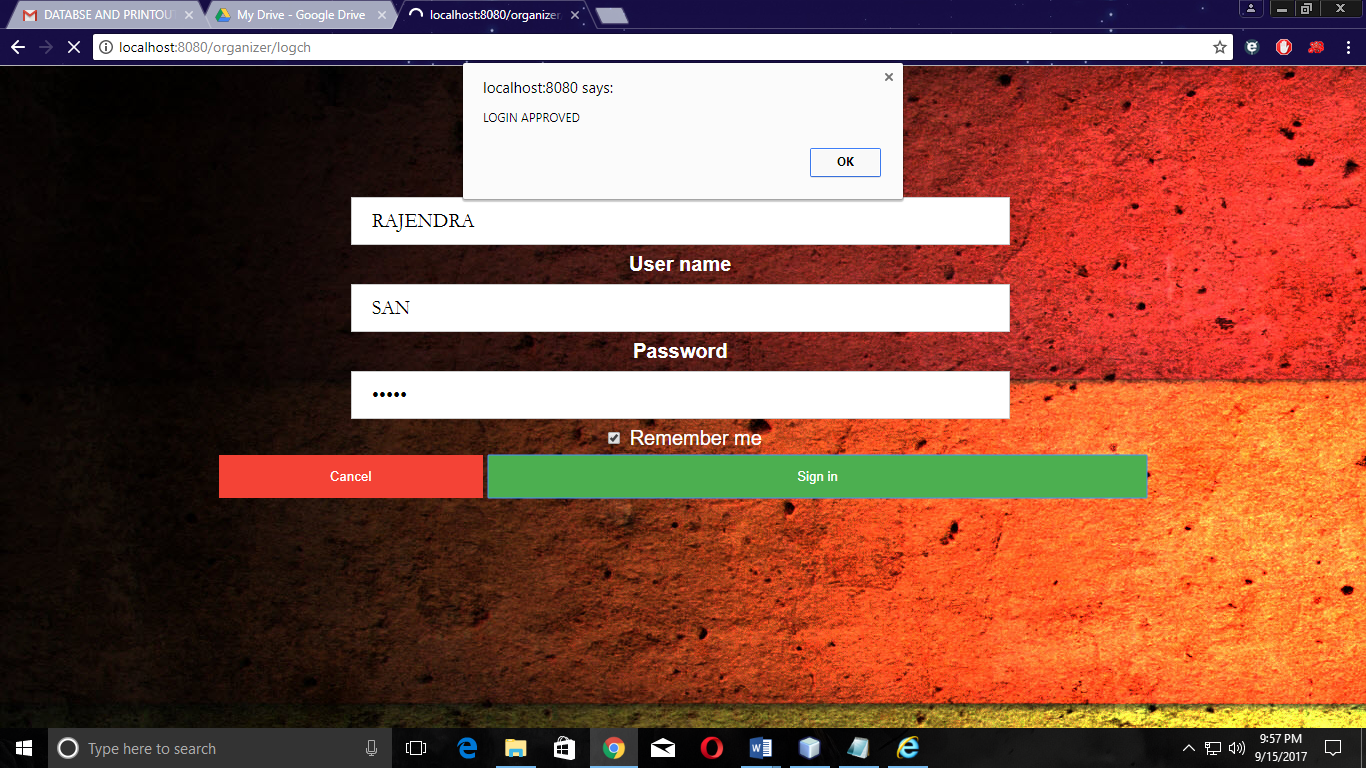 DATABSE AND PRINTOU
My Drive - Google Drive
localhost:8080/organizer
localhost:8080/organizer/logch
localhost:8080 says:
LOGIN APPROVED
OK
RAJENDRA
User name
SAN
Password
•••••
Remember me
Cancel
Sign in
Type here to search
9:57 PM
9/15/2017